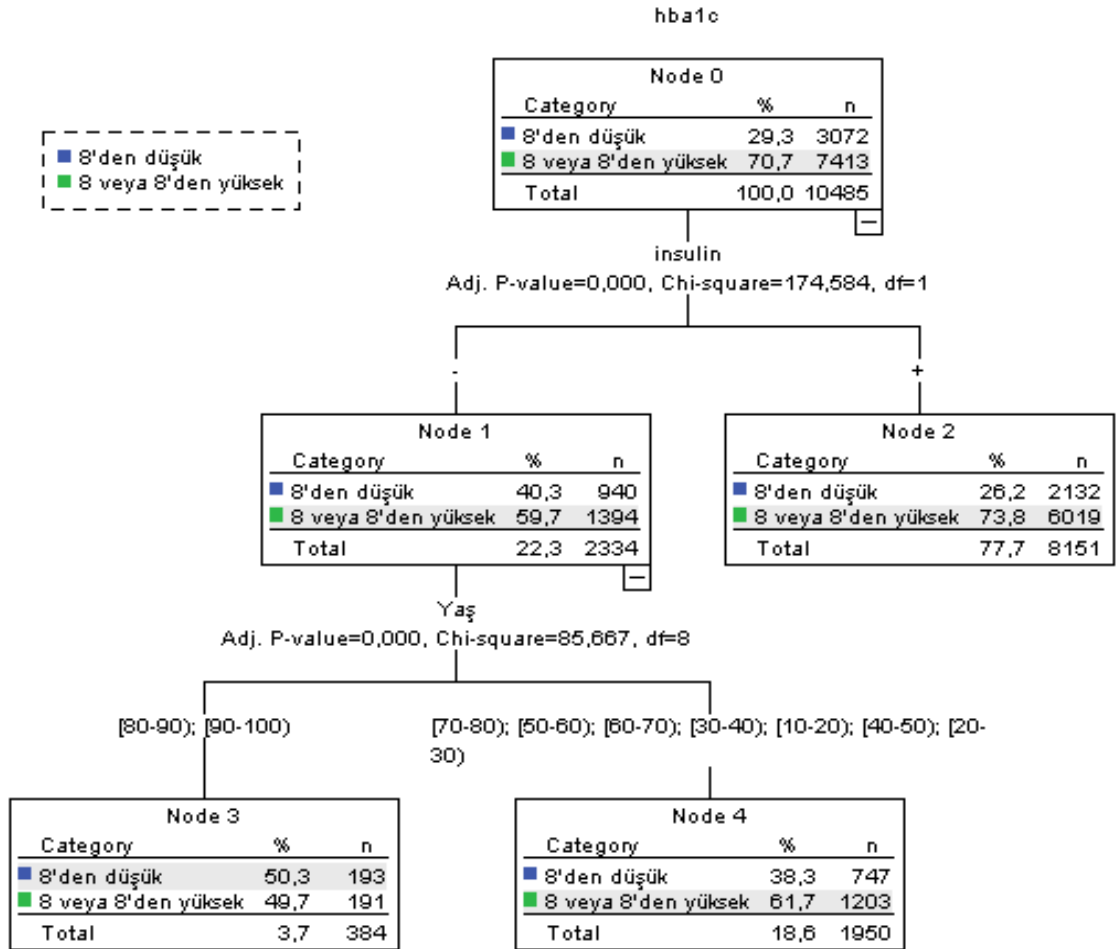 hba1c
8'den düşük
8 veya 8'den yüksek
Node 0
Category % n
8'den düşük 29,3 3072
8 veya 8'den yüksek 70,7 7413
Total 100,0 10485
insulin
Adj. P-value=0,000, Chi-square=174,584, df=1
-
+
Node 1
Category % n
8'den düşük 40,3 940
8 veya 8'den yüksek 59,7 1394
Total 22,3 2334
Node 2
Category % n
8'den düşük 26,2 2132
8 veya 8'den yüksek 73,8 6019
Total 77,7 8151
Yaş
Adj. P-value=0,000, Chi-square=85,667, df=8
[80-90); [90-100)
[70-80); [50-60); [60-70); [30-40); [10-20); [40-50); [20-
30)
Node 3
Category % n
8'den düşük 50,3 193
8 veya 8'den yüksek 49,7 191
Total 3,7 384
Node 4
Category % n
8'den düşük 38,3 747
8 veya 8'den yüksek 61,7 1203
Total 18,6 1950